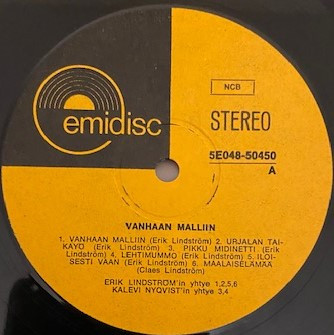 emidisc
NCB
STEREO
5E048-50450
A
VANHAAN MALLIIN
1. VANHAAN MALLIIN (Erik Lindström) 2. URJALAN TAI-
KAYÖ (Erik Lindström) 3. PIKKU MIDINETTI (Erik
Lindström) 4. LEHTIMUMMO (Erik Lindström) 5. ILOI-
SESTI VAAN (Erik Lindström) 6. MAALAISELÄMÄÄ
(Claes Lindström)
ERIK LINDSTRÖM'in yhtye 1,2,5,6
KALEVI NYQVIST'in yhtye 3,4